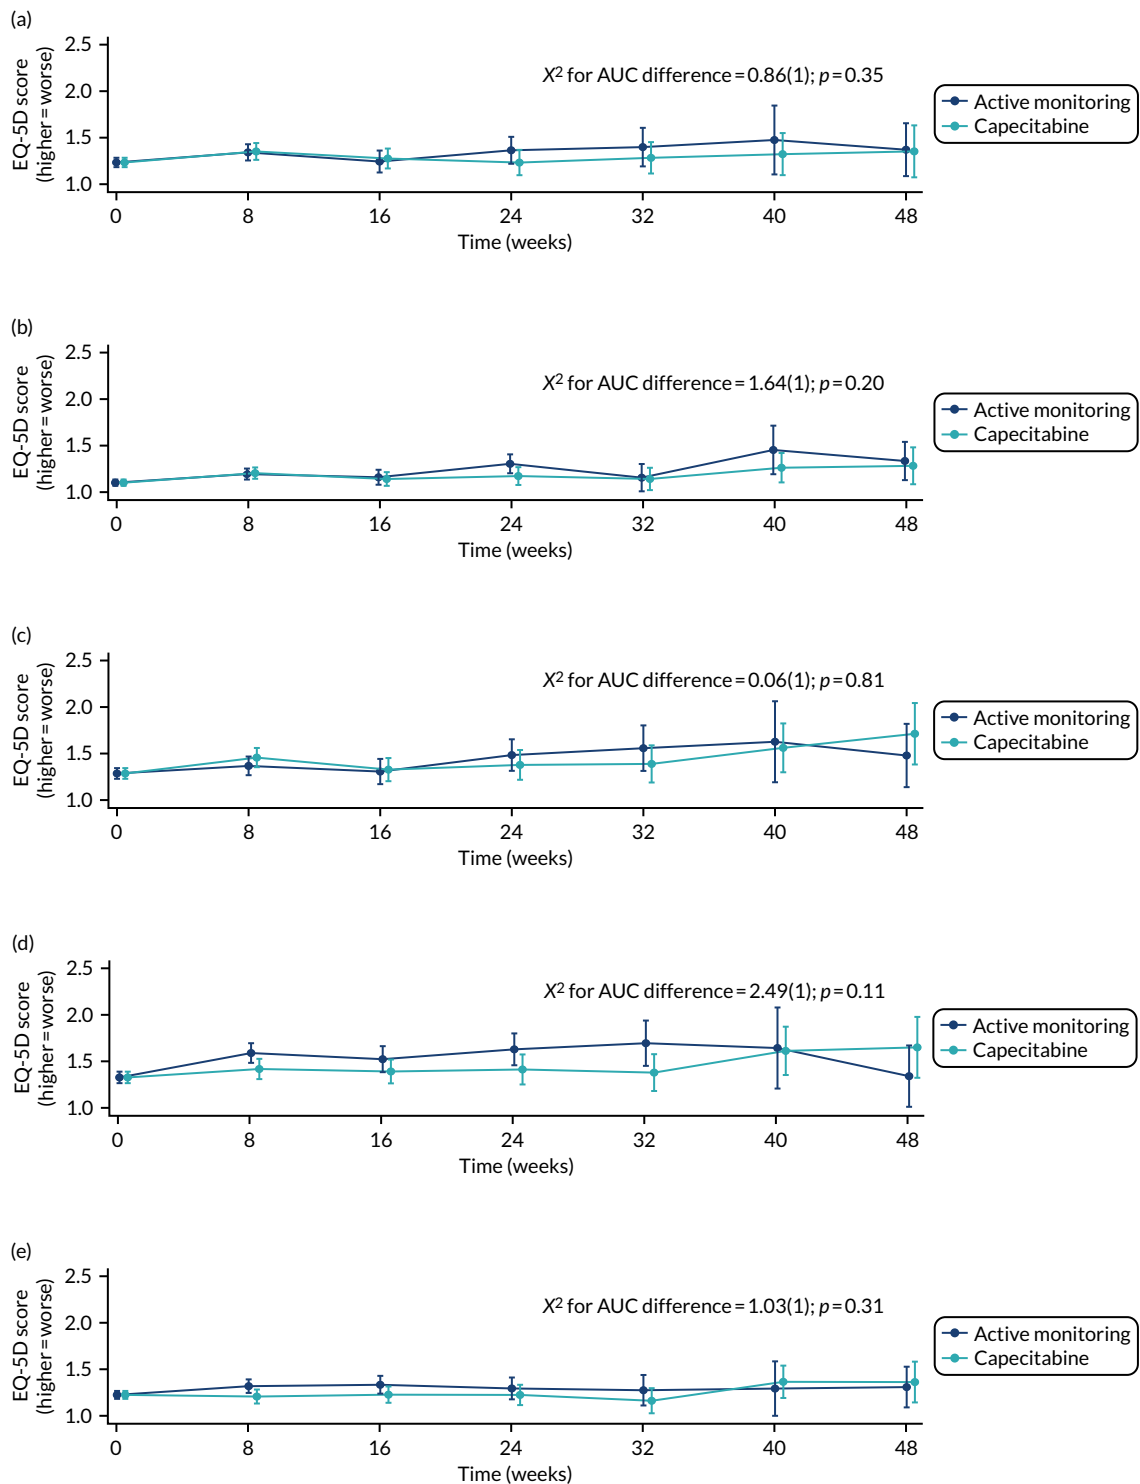 (a)
EQ-5D score
(higher = worse)
2.5
2.0
1.5
1.0
X2 for AUC difference = 0.86(1); p = 0.35
Active monitoring
Capecitabine
0 8 16 24 32 40 48
Time (weeks)
(b)
EQ-5D score
(higher = worse)
2.5
2.0
1.5
1.0
X2 for AUC difference = 1.64(1); p = 0.20
Active monitoring
Capecitabine
0 8 16 24 32 40 48
Time (weeks)
(c)
EQ-5D score
(higher = worse)
2.5
2.0
1.5
1.0
X2 for AUC difference = 0.06(1); p = 0.81
Active monitoring
Capecitabine
0 8 16 24 32 40 48
Time (weeks)
(d)
EQ-5D score
(higher = worse)
2.5
2.0
1.5
1.0
X2 for AUC difference = 2.49(1); p = 0.11
Active monitoring
Capecitabine
0 8 16 24 32 40 48
Time (weeks)
(e)
EQ-5D score
(higher = worse)
2.5
2.0
1.5
1.0
X2 for AUC difference = 1.03(1); p = 0.31
Active monitoring
Capecitabine
0 8 16 24 32 40 48
Time (weeks)